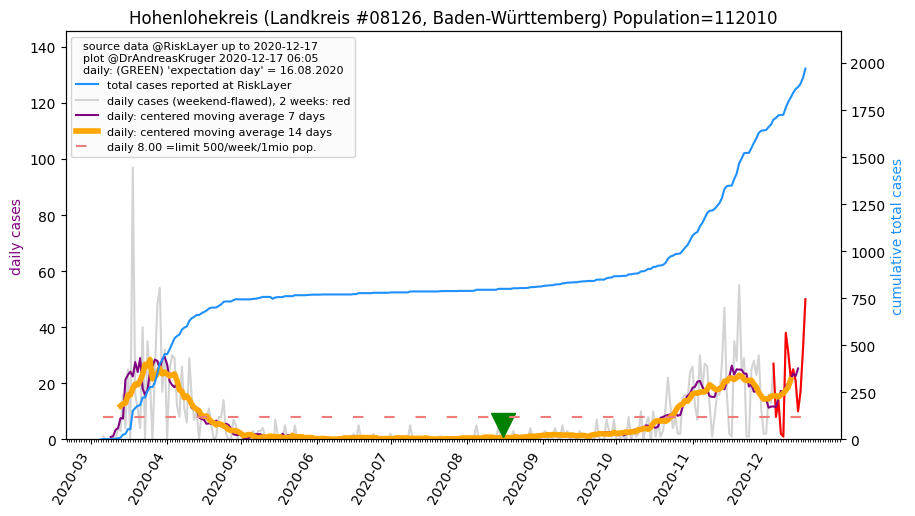 Hohenlohekreis (Landkreis #08126, Baden-Württemberg) Population=112010
source data @RiskLayer up to 2020-12-17
plot @DrAndreasKruger 2020-12-17 06:05
daily: (GREEN) 'expectation day' = 16.08.2020
total cases reported at RiskLayer
daily cases (weekend-flawed), 2 weeks: red
daily: centered moving average 7 days
daily: centered moving average 14 days
daily 8.00 =limit 500/week/1mio pop.
daily cases
140
120
100
80
60
40
20
0
cumulative total cases
2000
1750
1500
1250
1000
750
500
250
0
2020-03
2020-04
2020-05
2020-06
2020-07
2020-08
2020-09
2020-10
2020-11
2020-12